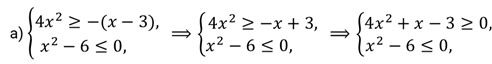 а) {4x² ≥ −(x − 3), ⟹ {4x² ≥ −x + 3, ⟹ {4x² + x − 3 ≥ 0,
x² − 6 ≤ 0, x² − 6 ≤ 0, x² − 6 ≤ 0,